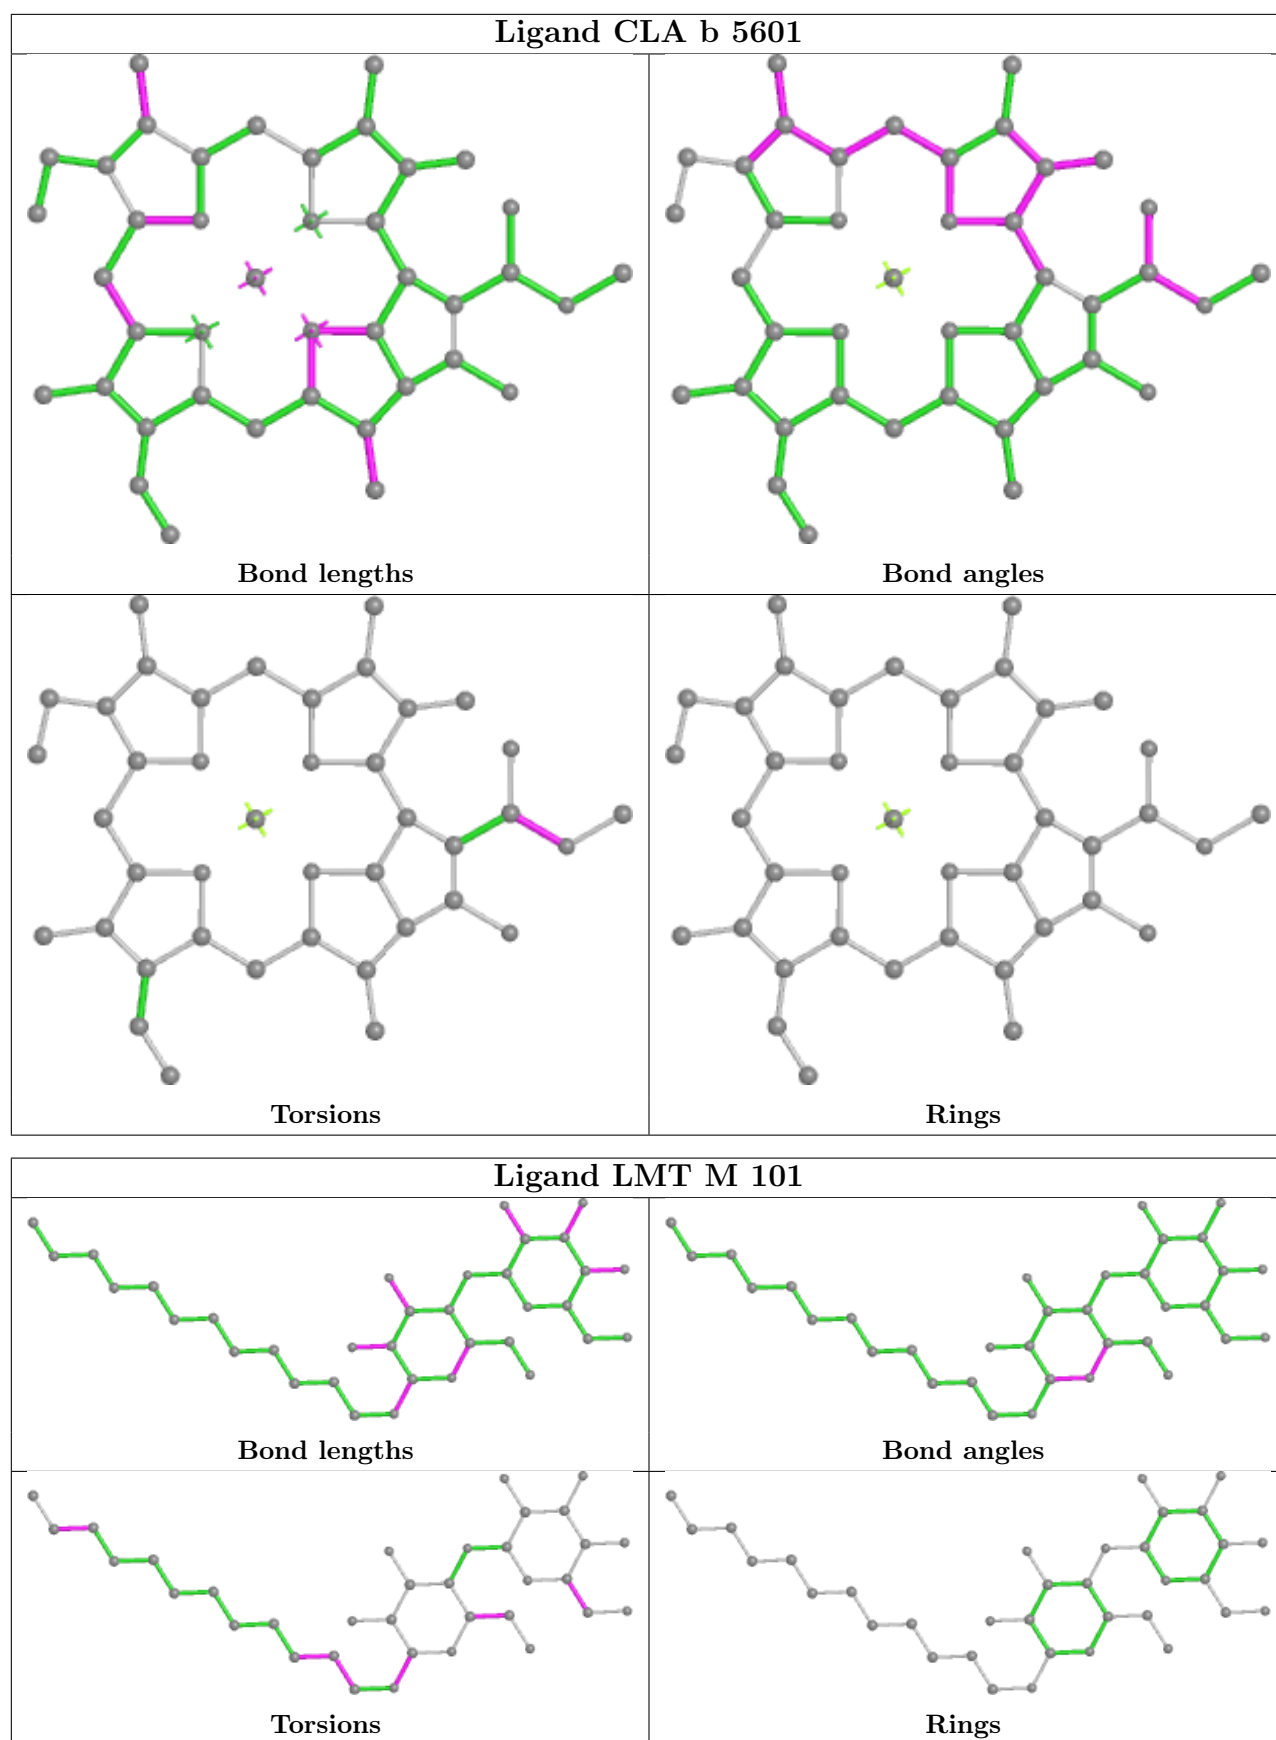 Ligand CLA b 5601
Bond lengths
Bond angles
Torsions
Rings
Ligand LMT M 101
Bond lengths
Bond angles
Torsions
Rings